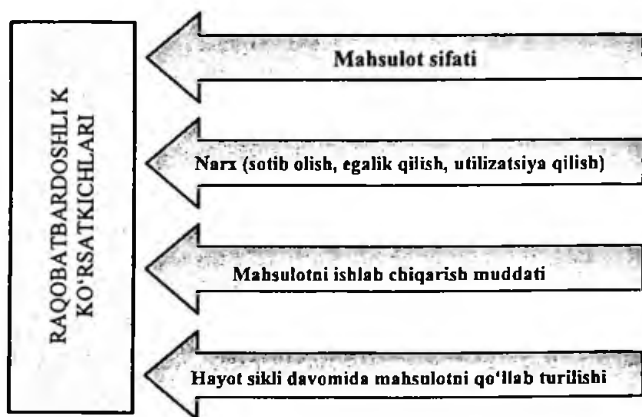 RAQOBATBARDOSHLI K
KO‘RSATKICHLARI
Mahsulot sifati
Narx (sotib olish, egalik qilish, utilizatsiya qilish)
Mahsulotni ishlab chiqarish muddati
Hayot sikli davomida mahsulotni qo‘llab turilishi